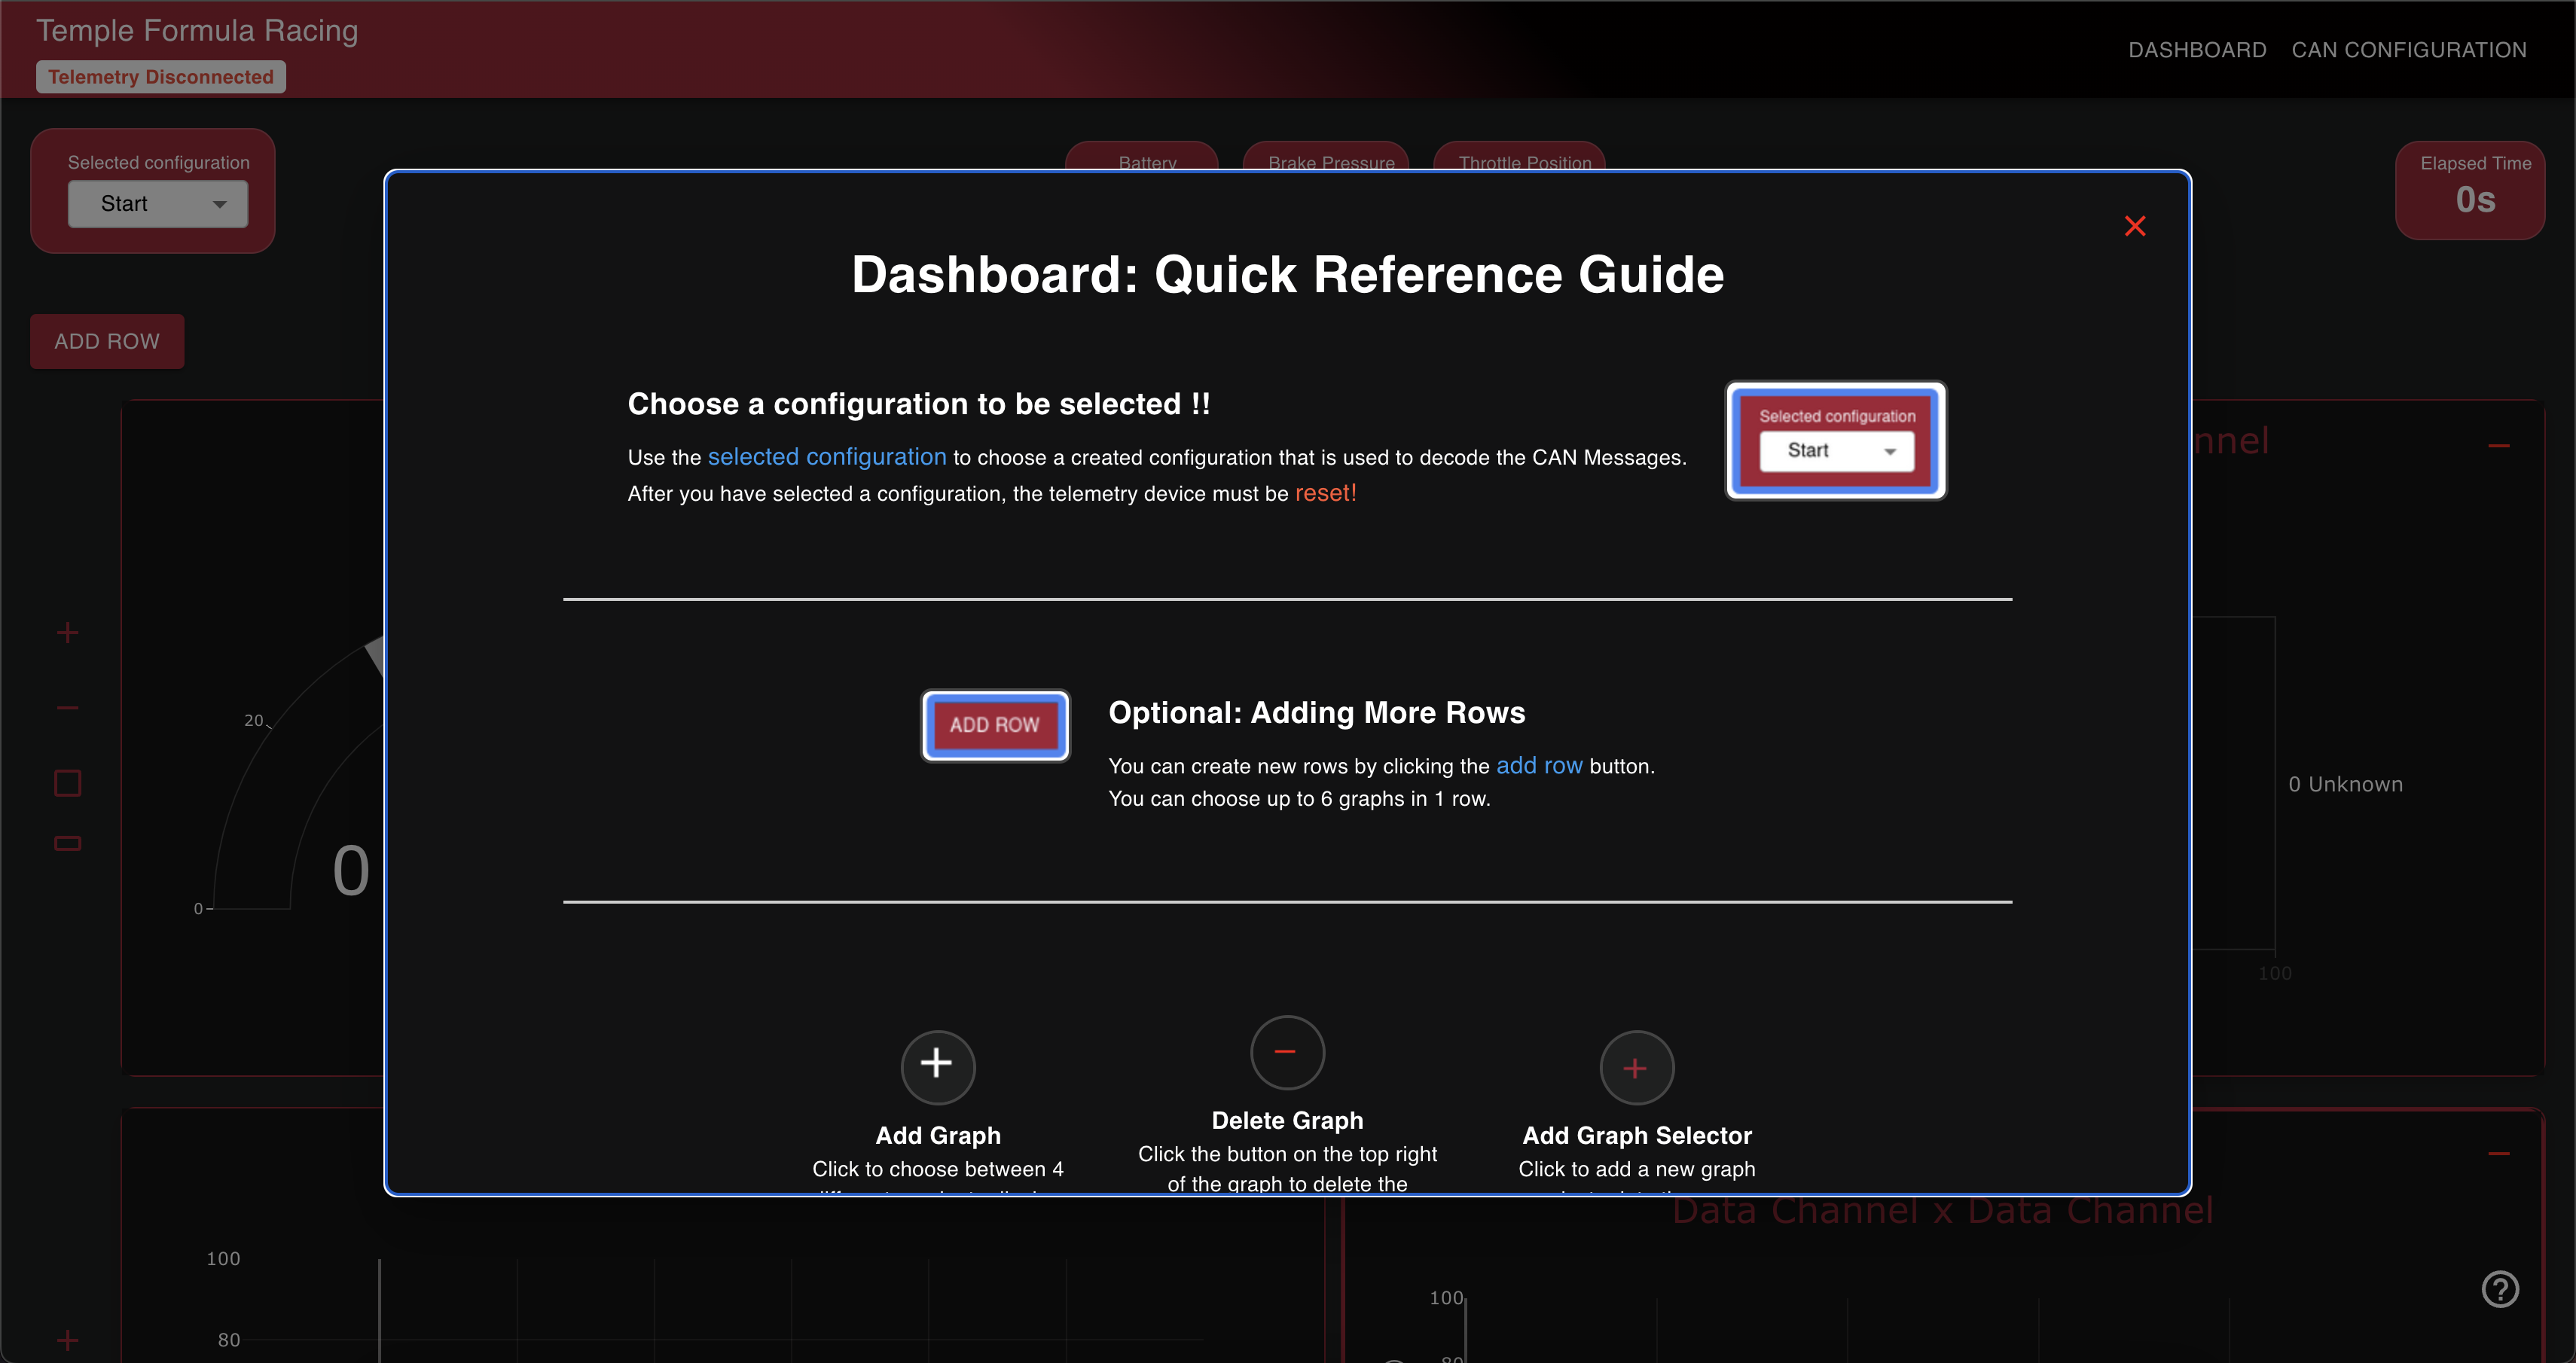 Temple Formula Racing
Telemetry Disconnected
DASHBOARD CAN CONFIGURATION
Selected configuration
Start
Battery
Brake Pressure
Throttle Position
Elapsed Time
0s
ADD ROW
Dashboard: Quick Reference Guide
Choose a configuration to be selected !!
Use the selected configuration to choose a created configuration that is used to decode the CAN Messages.
After you have selected a configuration, the telemetry device must be reset!
Selected configuration
Start
ADD ROW
Optional: Adding More Rows
You can create new rows by clicking the add row button.
You can choose up to 6 graphs in 1 row.
Add Graph
Click to choose between 4
Delete Graph
Click the button on the top right
of the graph to delete the
Add Graph Selector
Click to add a new graph
20
0
0
nnel
0 Unknown
100
100
80
Data Channel x Data Channel
100